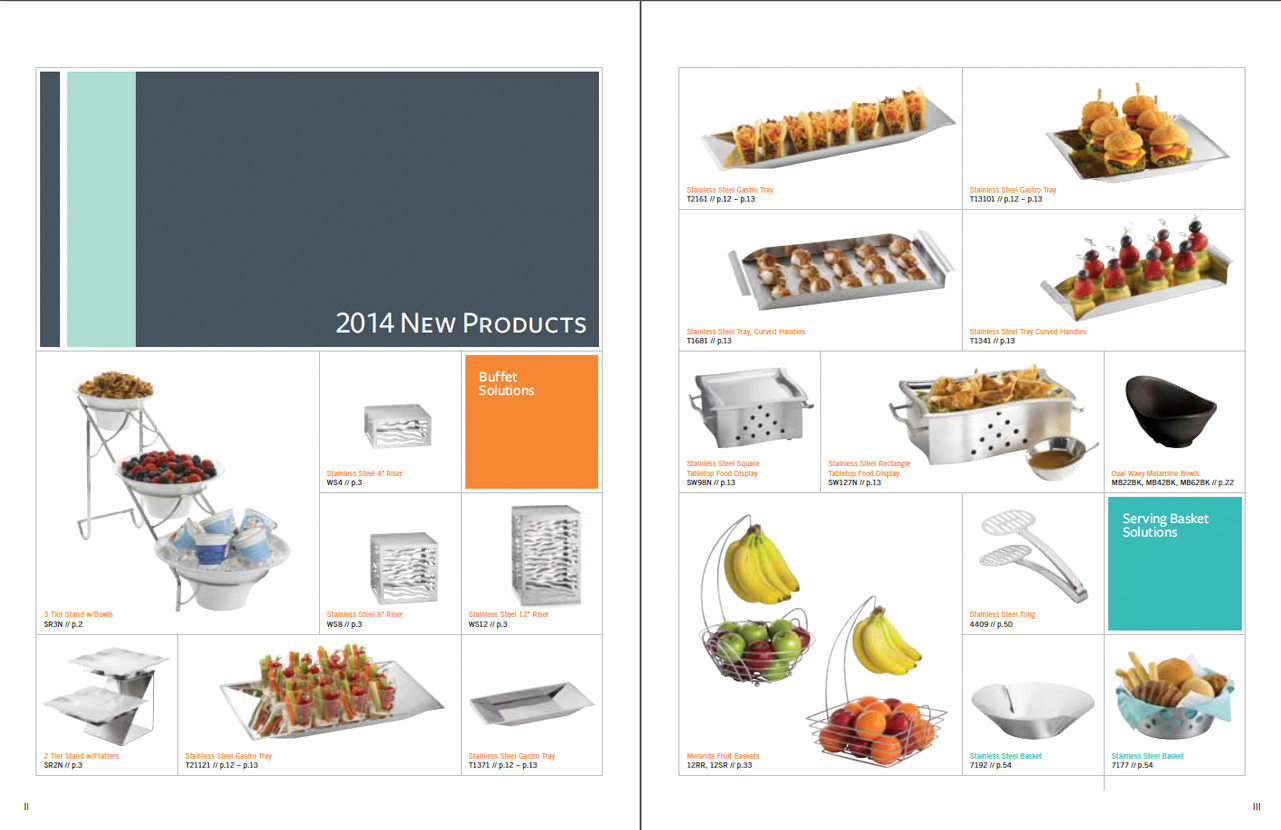 2014 New Products
Buffet
Solutions
Stainless Steel 4" Riser
WS4 // p.3
3 Tier Stand w/Bowls
SR3N // p.2
Stainless Steel 8" Riser
WS8 // p.3
Stainless Steel 12" Riser
WS12 // p.3
2 Tier Stand w/Platters
SR2N // p.3
Stainless Steel Gastro Tray
T21121 // p.12 – p.13
Stainless Steel Gastro Tray
T1371 // p.12 – p.13
II
Stainless Steel Gastro Tray
T2161 // p.12 – p.13
Stainless Steel Gastro Tray
T13101 // p.12 – p.13
Stainless Steel Tray, Curved Handles
T1681 // p.13
Stainless Steel Tray Curved Handles
T1341 // p.13
Stainless Steel Square
Tabletop Food Display
SW98N // p.13
Stainless Steel Rectangle
Tabletop Food Display
SW127N // p.13
Oval Wavy Melamine Bowls
MB22BK, MB42BK, MB62BK // p.22
Serving Basket
Solutions
Stainless Steel Tong
4409 // p.50
Meranda Fruit Baskets
12RR, 12SR // p.33
Stainless Steel Basket
7192 // p.54
Stainless Steel Basket
7177 // p.54
III